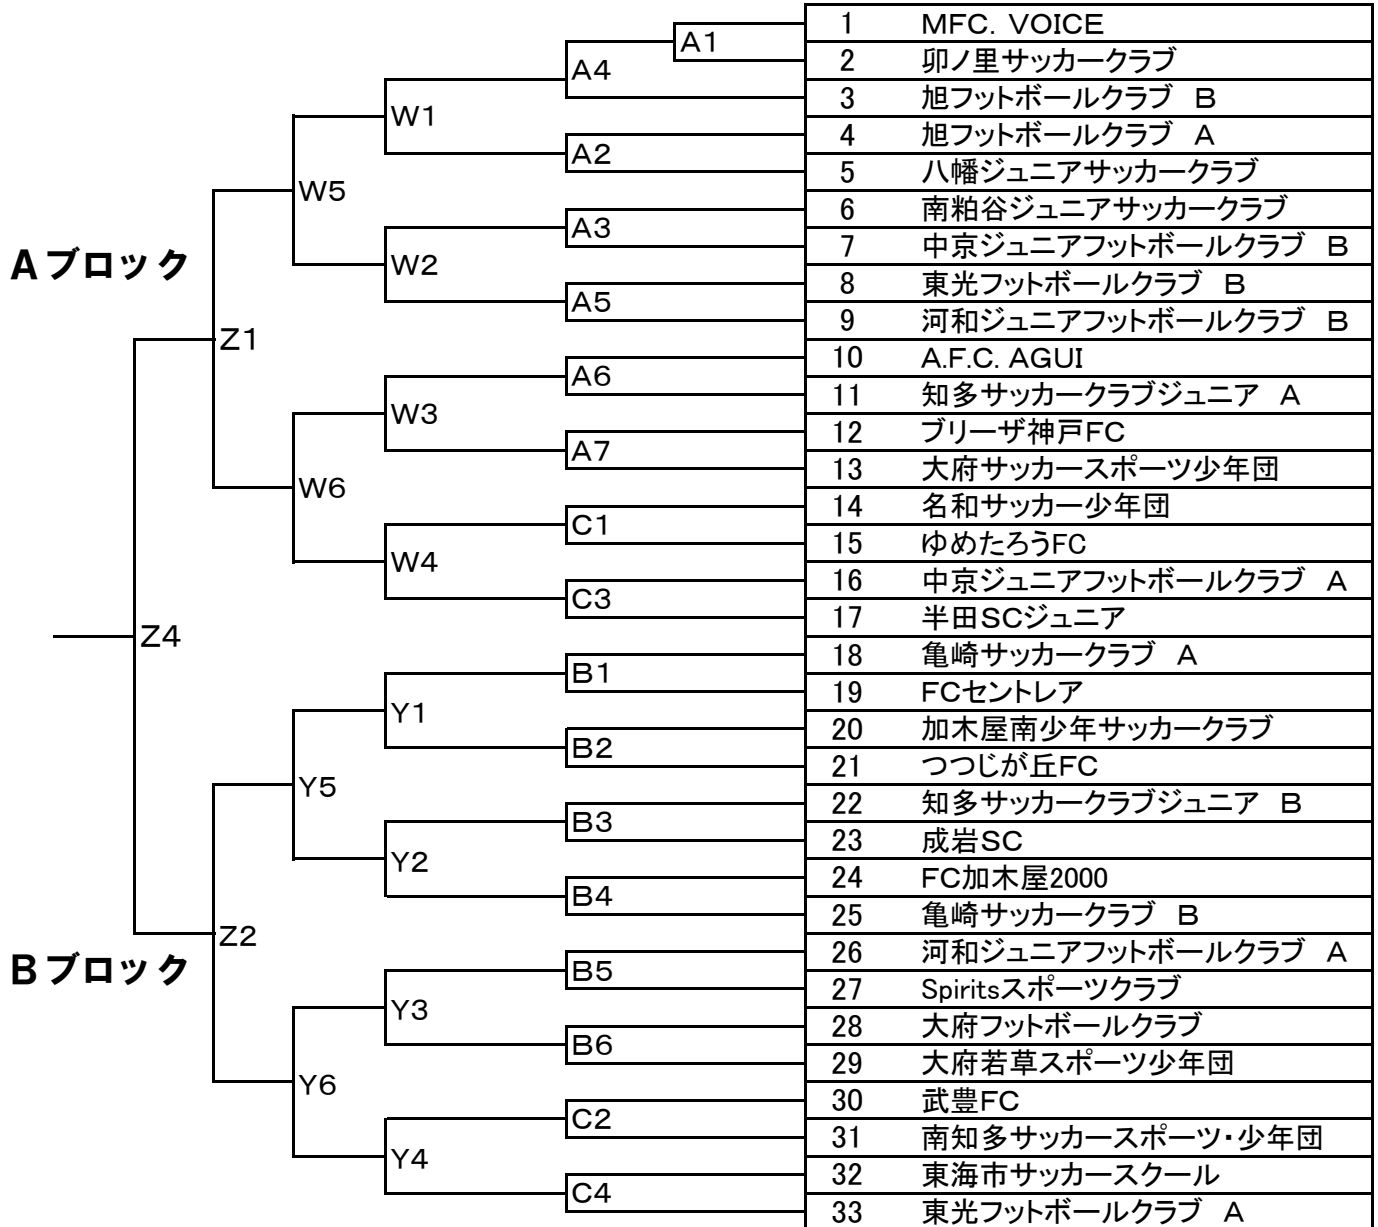 1 MFC. VOICE
A1
2 卯ノ里サッカークラブ
A4
3 旭フットボールクラブ B
W1
4 旭フットボールクラブ A
A2
5 八幡ジュニアサッカークラブ
W5
6 南粕谷ジュニアサッカークラブ
A3
7 中京ジュニアフットボールクラブ B
Aブロック
W2
8 東光フットボールクラブ B
A5
9 河和ジュニアフットボールクラブ B
Z1
10 A.F.C. AGUI
A6
11 知多サッカークラブジュニア A
W3
12 ブリーザ神戸FC
A7
13 大府サッカースポーツ少年団
W6
14 名和サッカー少年団
C1
15 ゆめたろうFC
W4
16 中京ジュニアフットボールクラブ A
C3
17 半田SCジュニア
Z4
18 亀崎サッカークラブ A
B1
19 FCセントレア
Y1
20 加木屋南少年サッカークラブ
B2
21 つつじが丘FC
Y5
22 知多サッカークラブジュニア B
B3
23 成岩SC
Y2
24 FC加木屋2000
B4
25 亀崎サッカークラブ B
Z2
26 河和ジュニアフットボールクラブ A
Bブロック
B5
27 Spiritsスポーツクラブ
Y3
28 大府フットボールクラブ
B6
29 大府若草スポーツ少年団
Y6
30 武豊FC
C2
31 南知多サッカースポーツ・少年団
Y4
32 東海市サッカースクール
C4
33 東光フットボールクラブ A